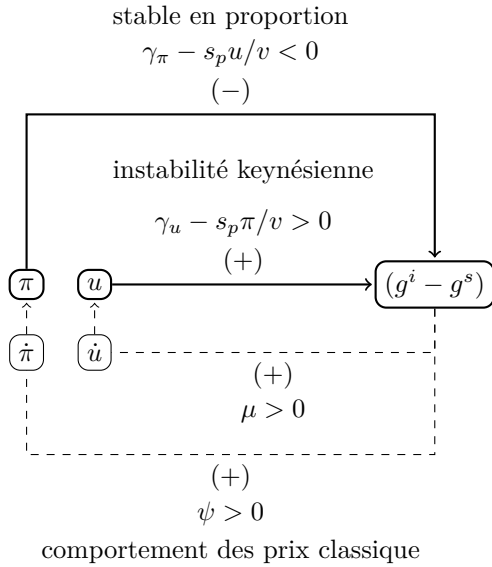 stable en proportion
γ_π − s_p u/v < 0
(−)
instabilité keynésienne
γ_u − s_p π/v > 0
(+)
π u (g^i − g^s)
π̇ u̇
(+)
μ > 0
(+)
ψ > 0
comportement des prix classique